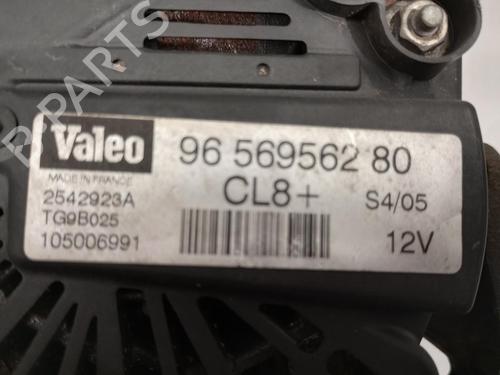 B-PARTS
Valeo
96 569562 80
MADE IN FRANCE
CL8+
2542923A
S4/05
TG9B025
105006991
12V